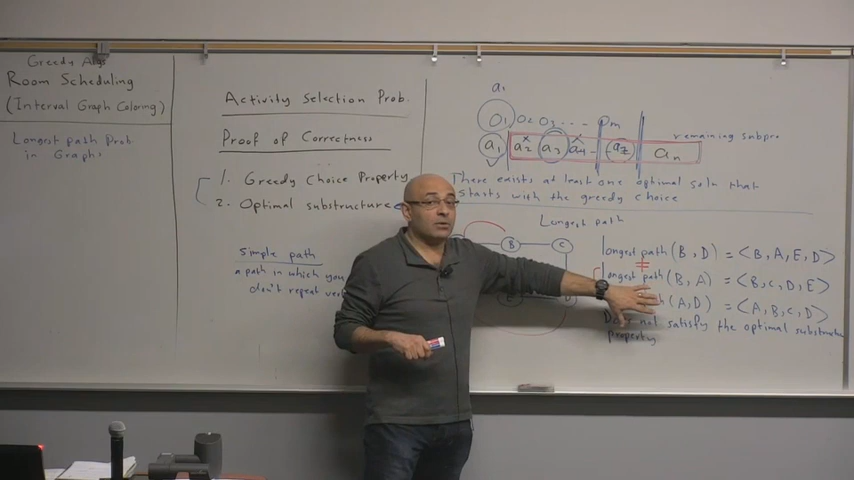 Greedy Algs
Room Scheduling
(Interval Graph Coloring)
Longest path Prob.
in Graphs
Activity Selection Prob.
Proof of Correctness
1. Greedy Choice Property
2. Optimal substructure
simple path
a path in which you
don't repeat
a1
O1 O2 O3 ... Om
remaining subpro
a1 a2 a3 a4 - - az an
There exists at least one optimal soln that
starts with the greedy choice
Longest path
B C
E
longest path (B, D) = <B, A, E, D>
longest path (B, A) = <B, C, D, E>
(A, D) = <A, B, C, D>
not satisfy the optimal substructure
property